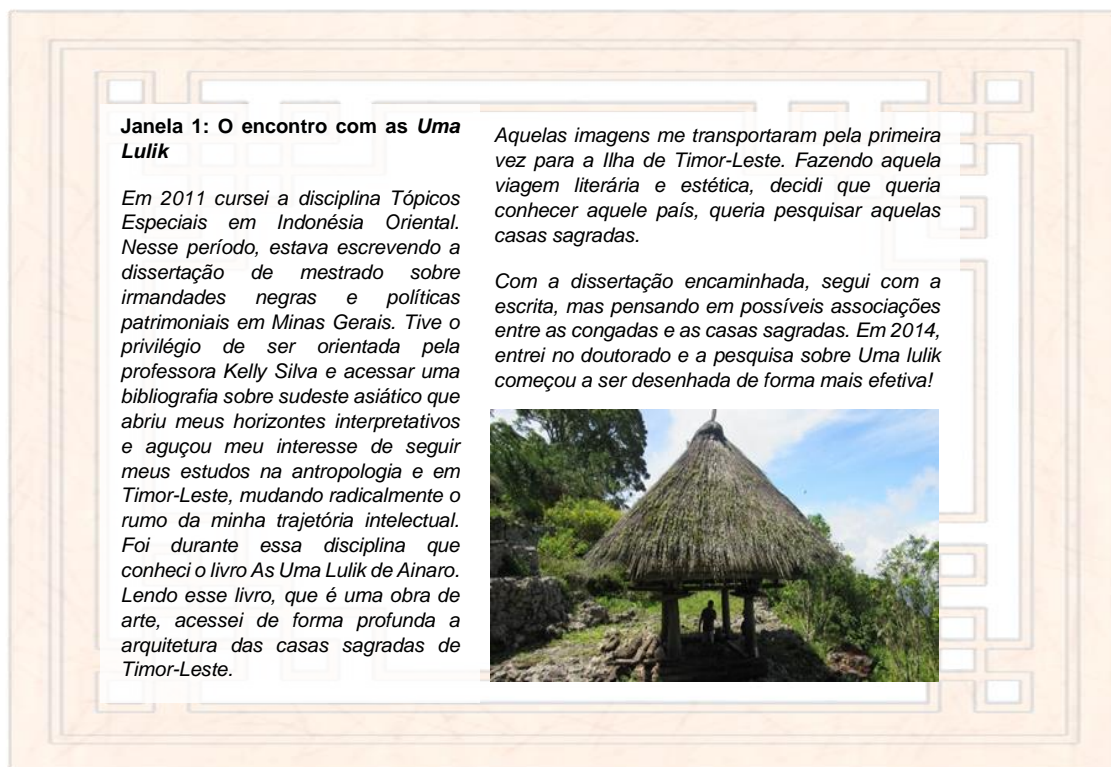 Janela 1: O encontro com as Uma
Lulik
Em 2011 cursei a disciplina Tópicos
Especiais em Indonésia Oriental.
Nesse período, estava escrevendo a
dissertação de mestrado sobre
irmandades negras e políticas
patrimoniais em Minas Gerais. Tive o
privilégio de ser orientada pela
professora Kelly Silva e acessar uma
bibliografia sobre sudeste asiático que
abriu meus horizontes interpretativos
e aguçou meu interesse de seguir
meus estudos na antropologia e em
Timor-Leste, mudando radicalmente o
rumo da minha trajetória intelectual.
Foi durante essa disciplina que
conheci o livro As Uma Lulik de Ainaro.
Lendo esse livro, que é uma obra de
arte, acessei de forma profunda a
arquitetura das casas sagradas de
Timor-Leste.
Aquelas imagens me transportaram pela primeira
vez para a Ilha de Timor-Leste. Fazendo aquela
viagem literária e estética, decidi que queria
conhecer aquele país, queria pesquisar aquelas
casas sagradas.
Com a dissertação encaminhada, segui com a
escrita, mas pensando em possíveis associações
entre as congadas e as casas sagradas. Em 2014,
entrei no doutorado e a pesquisa sobre Uma lulik
começou a ser desenhada de forma mais efetiva!